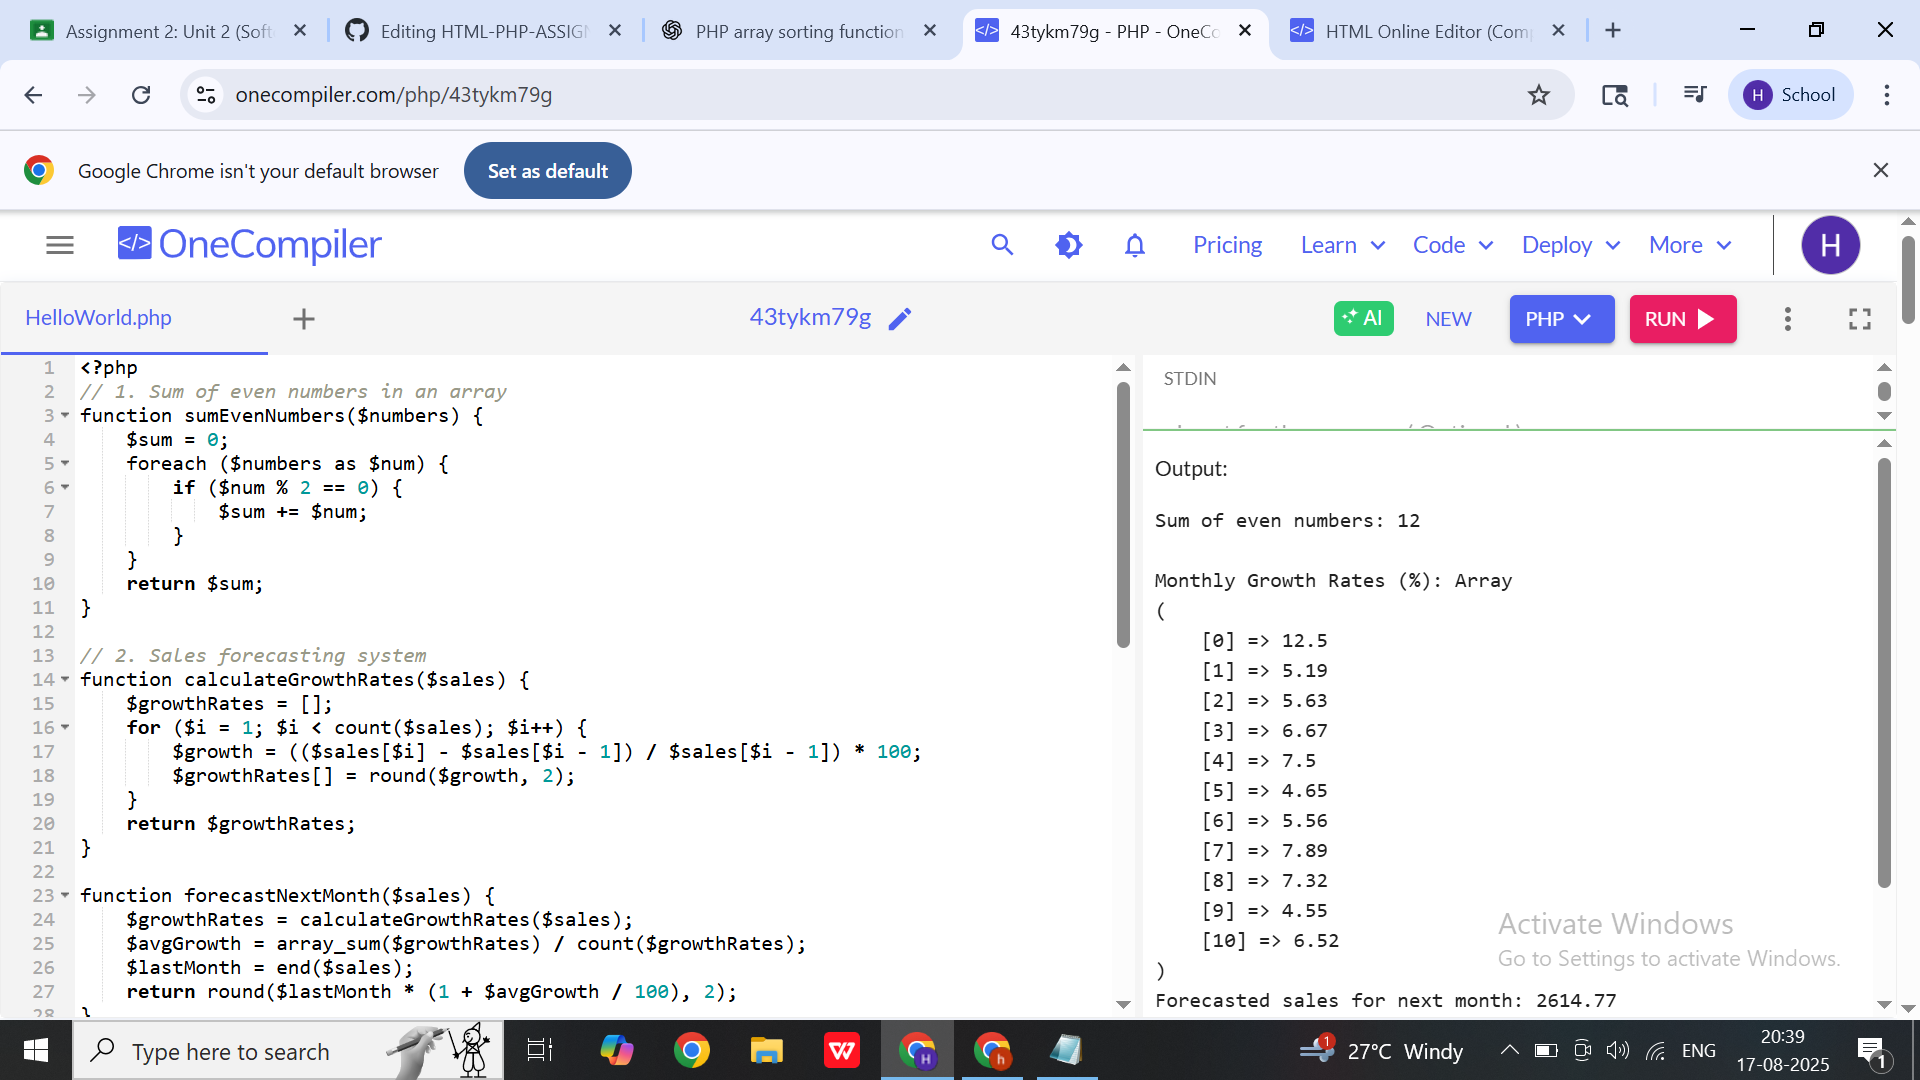 Assignment 2: Unit 2 (Soft
Editing HTML-PHP-ASSIGN
PHP array sorting function
43tykm79g - PHP - OneCo
HTML Online Editor (Com
onecompiler.com/php/43tykm79g
H School
Google Chrome isn't your default browser
Set as default
</> OneCompiler
Pricing
Learn
Code
Deploy
More
H
HelloWorld.php
43tykm79g
AI
NEW
PHP
RUN
1 <?php
2 // 1. Sum of even numbers in an array
3 function sumEvenNumbers($numbers) {
4 $sum = 0;
5 foreach ($numbers as $num) {
6 if ($num % 2 == 0) {
7 $sum += $num;
8 }
9 }
10 return $sum;
11 }
12
13 // 2. Sales forecasting system
14 function calculateGrowthRates($sales) {
15 $growthRates = [];
16 for ($i = 1; $i < count($sales); $i++) {
17 $growth = (($sales[$i] - $sales[$i - 1]) / $sales[$i - 1]) * 100;
18 $growthRates[] = round($growth, 2);
19 }
20 return $growthRates;
21 }
22
23 function forecastNextMonth($sales) {
24 $growthRates = calculateGrowthRates($sales);
25 $avgGrowth = array_sum($growthRates) / count($growthRates);
26 $lastMonth = end($sales);
27 return round($lastMonth * (1 + $avgGrowth / 100), 2);
28 }
STDIN
Output:
Sum of even numbers: 12
Monthly Growth Rates (%): Array
(
[0] => 12.5
[1] => 5.19
[2] => 5.63
[3] => 6.67
[4] => 7.5
[5] => 4.65
[6] => 5.56
[7] => 7.89
[8] => 7.32
[9] => 4.55
[10] => 6.52
)
Forecasted sales for next month: 2614.77
Activate Windows
Go to Settings to activate Windows.
Type here to search
W
H
h
1
27°C Windy
ENG
20:39
17-08-2025
1